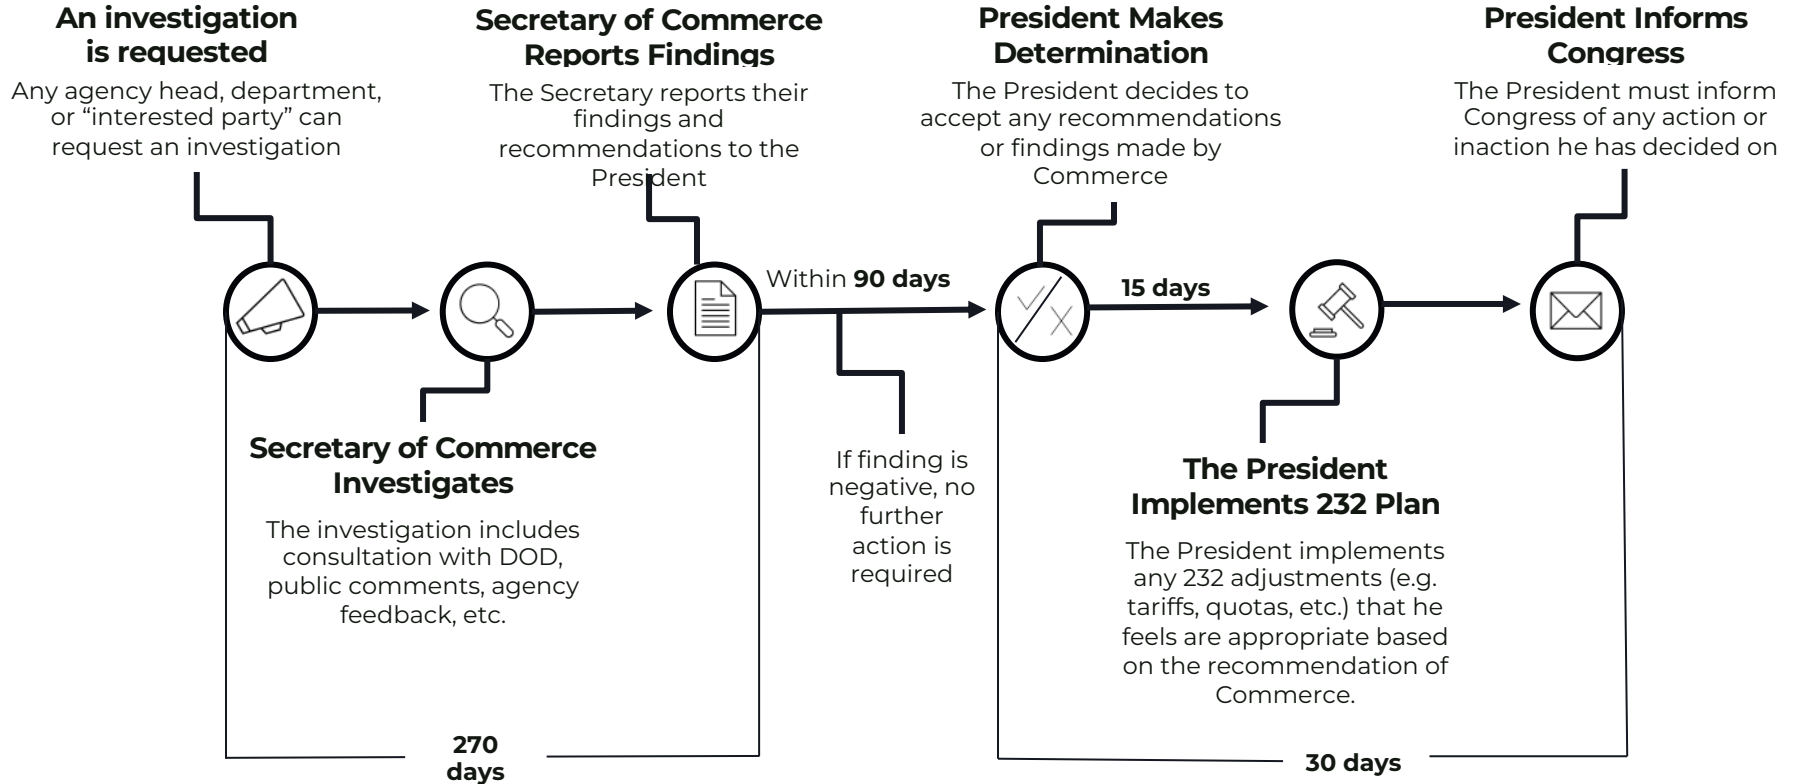 An investigation
is requested
Any agency head, department,
or “interested party” can
request an investigation
Secretary of Commerce
Reports Findings
The Secretary reports their
findings and
recommendations to the
President
President Makes
Determination
The President decides to
accept any recommendations
or findings made by
Commerce
President Informs
Congress
The President must inform
Congress of any action or
inaction he has decided on
Within 90 days
15 days
Secretary of Commerce
Investigates
The investigation includes
consultation with DOD,
public comments, agency
feedback, etc.
If finding is
negative, no
further
action is
required
The President
Implements 232 Plan
The President implements
any 232 adjustments (e.g.
tariffs, quotas, etc.) that he
feels are appropriate based
on the recommendation of
Commerce.
270
days
30 days